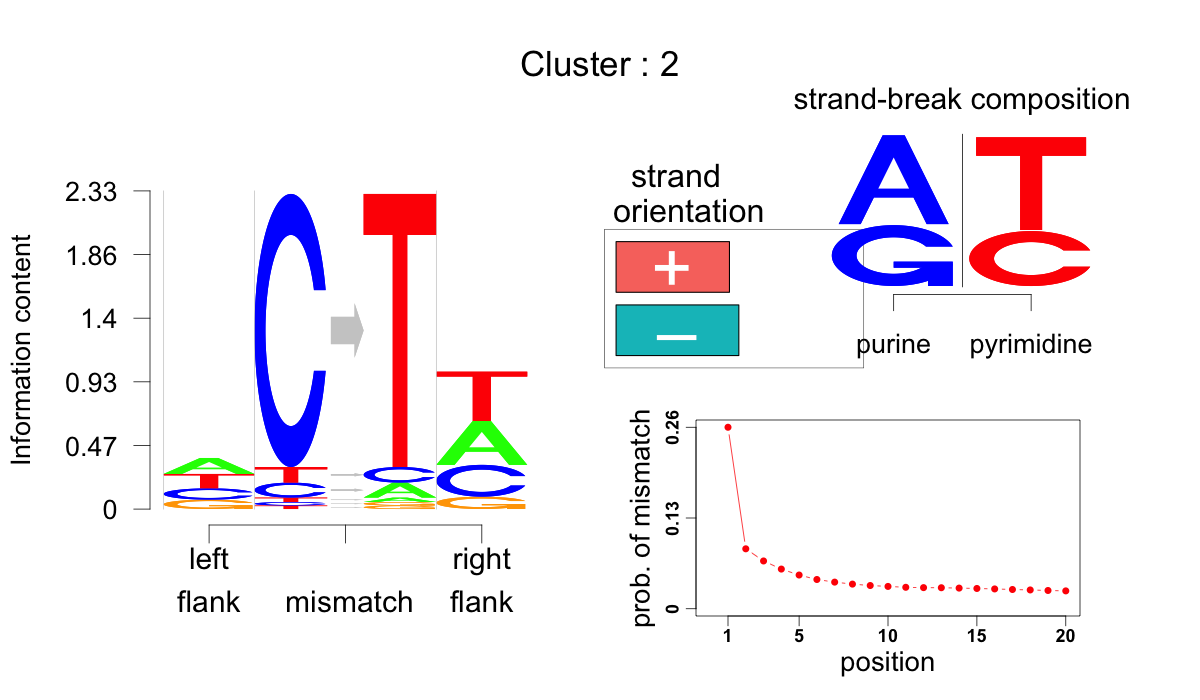 Cluster : 2
strand-break composition
A T
G C
purine pyrimidine
strand
orientation
+
−
Information content
2.33
1.86
1.4
0.93
0.47
0
C T
T
A
C
G
A
T
C
G
T
C
T
C
T
C
A
left
flank
mismatch
right
flank
prob. of mismatch
0.26
0.13
0
1 5 10 15 20
position